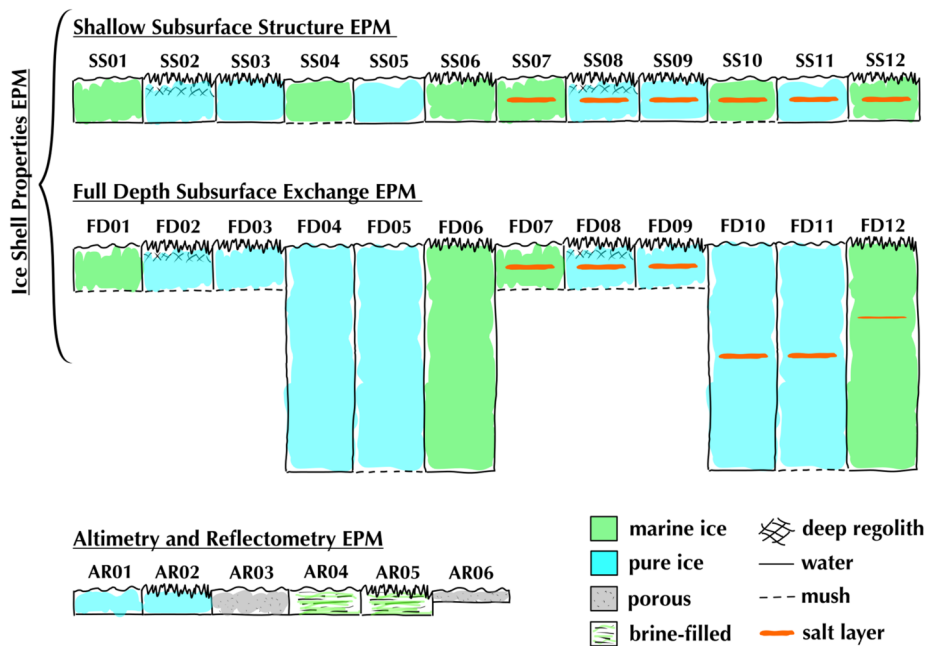 Ice Shell Properties EPM
Shallow Subsurface Structure EPM
SS01 SS02 SS03 SS04 SS05 SS06 SS07 SS08 SS09 SS10 SS11 SS12
Full Depth Subsurface Exchange EPM
FD01 FD02 FD03 FD04 FD05 FD06 FD07 FD08 FD09 FD10 FD11 FD12
Altimetry and Reflectometry EPM
AR01 AR02 AR03 AR04 AR05 AR06
marine ice
pure ice
porous
brine-filled
deep regolith
water
mush
salt layer